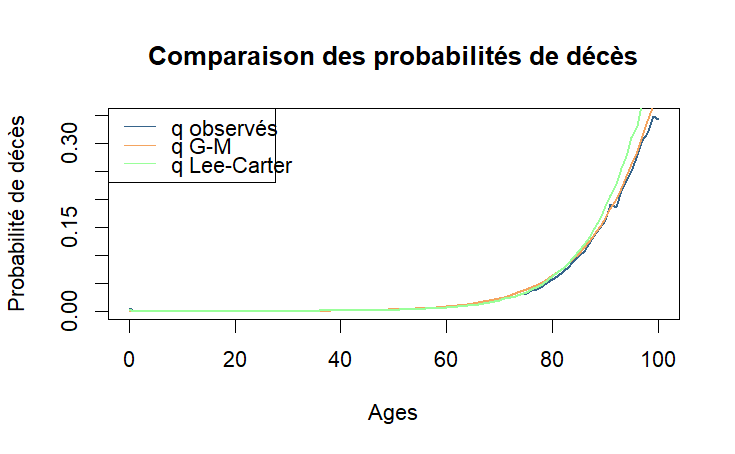 Comparaison des probabilités de décès
Probabilité de décès
0.30
0.15
0.00
q observés
q G-M
q Lee-Carter
0 20 40 60 80 100
Ages